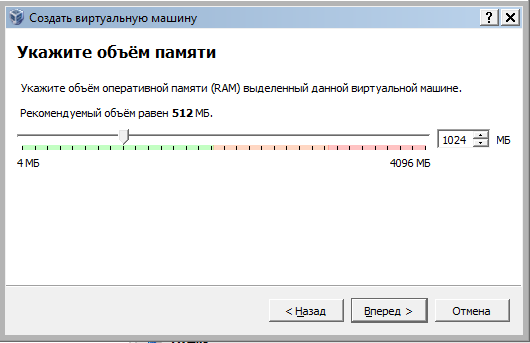 Создать виртуальную машину
Укажите объём памяти
Укажите объём оперативной памяти (RAM) выделенный данной виртуальной машине.
Рекомендуемый объём равен 512 МБ.
1024 МБ
4 МБ 4096 МБ
< Назад Вперед > Отмена